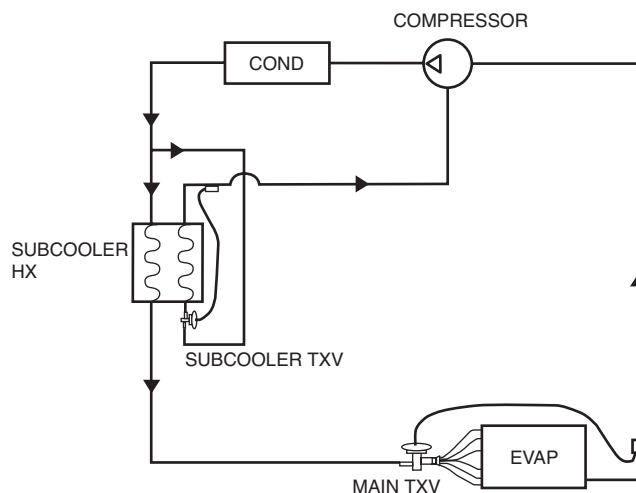 COMPRESSOR
COND
SUBCOOLER
HX
SUBCOOLER TXV
EVAP
MAIN TXV